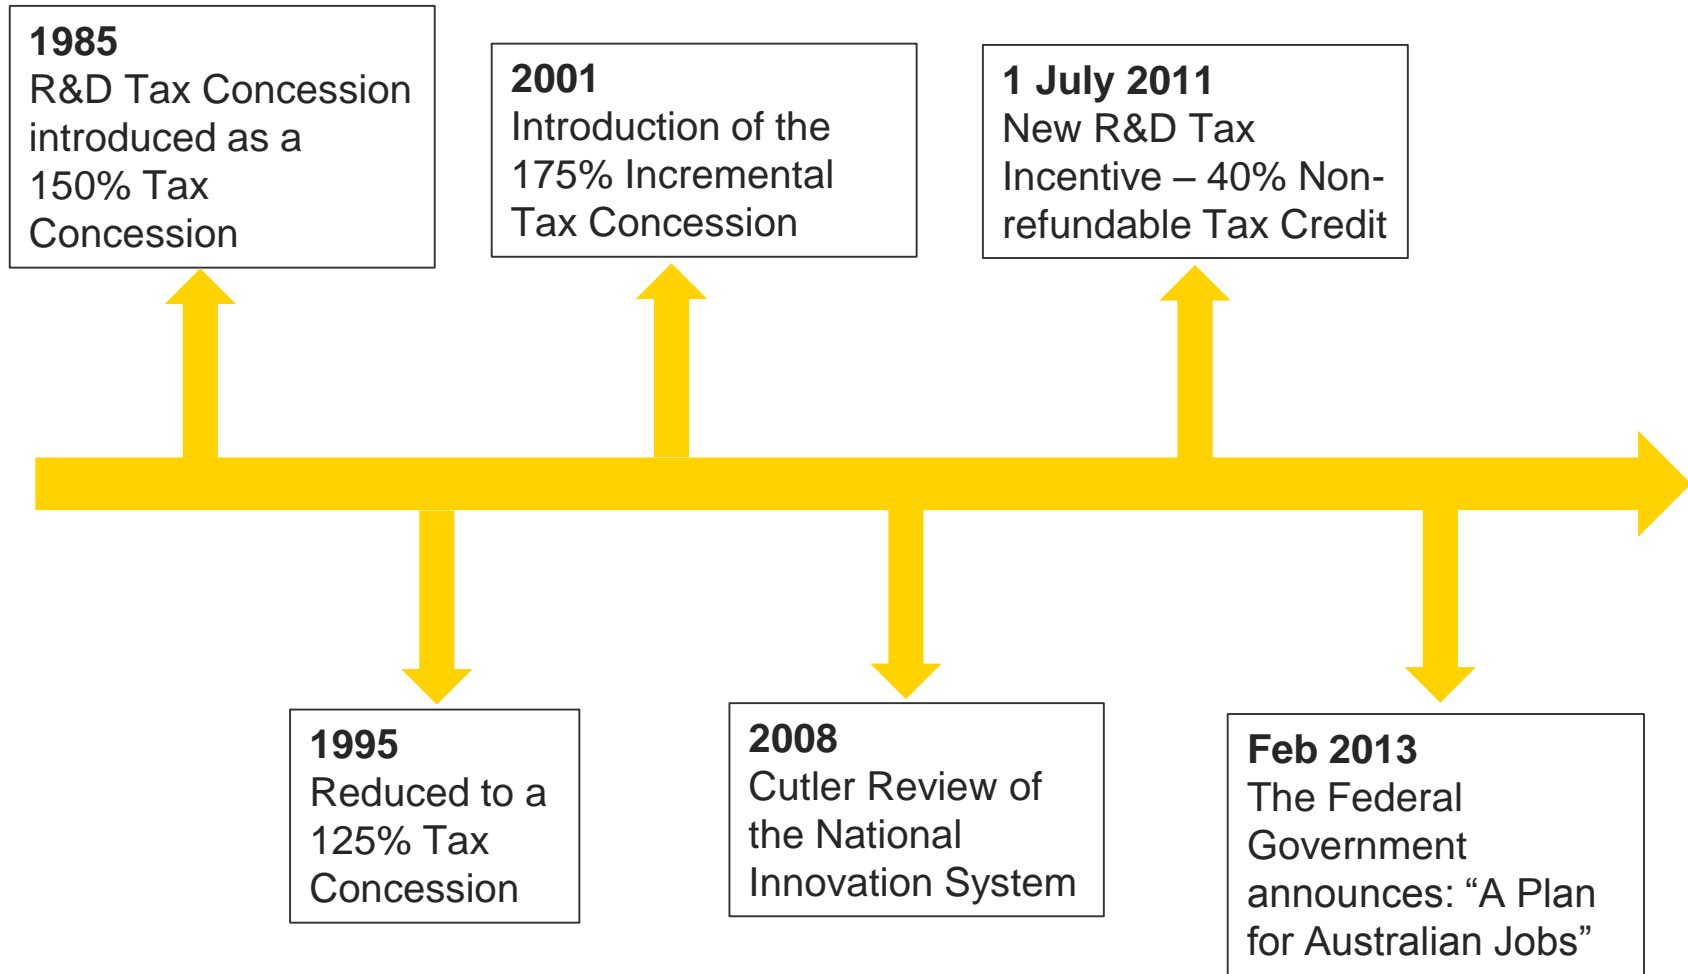 1985
R&D Tax Concession
introduced as a
150% Tax
Concession
2001
Introduction of the
175% Incremental
Tax Concession
1 July 2011
New R&D Tax
Incentive – 40% Non-
refundable Tax Credit
1995
Reduced to a
125% Tax
Concession
2008
Cutler Review of
the National
Innovation System
Feb 2013
The Federal
Government
announces: “A Plan
for Australian Jobs”